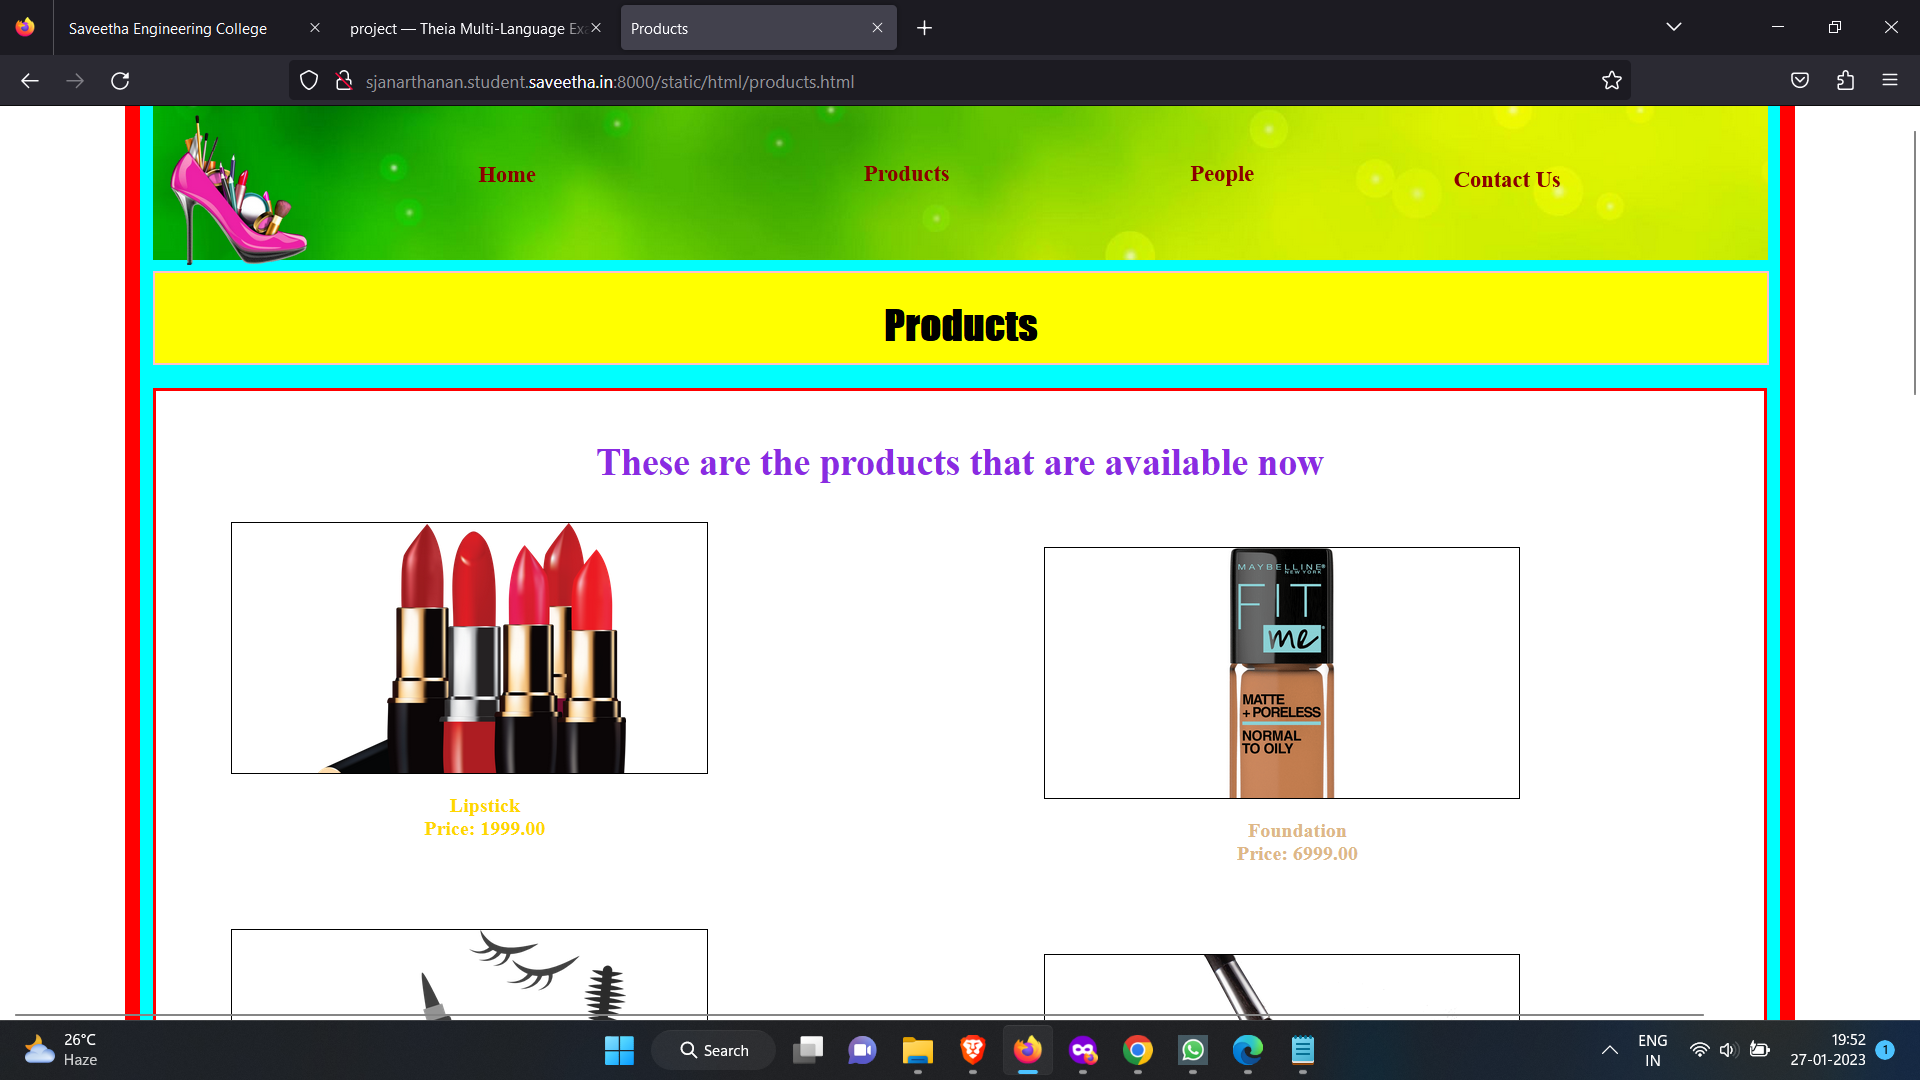 Saveetha Engineering College
project — Theia Multi-Language Exa
Products
sjanarthanan.student.saveetha.in:8000/static/html/products.html
Home
Products
People
Contact Us
Products
These are the products that are available now
MAYBELLINE®
NEW YORK
FIT
me
MATTE
+ PORELESS
NORMAL
TO OILY
Lipstick
Price: 1999.00
Foundation
Price: 6999.00
26°C
Haze
Search
ENG
IN
19:52
27-01-2023
1